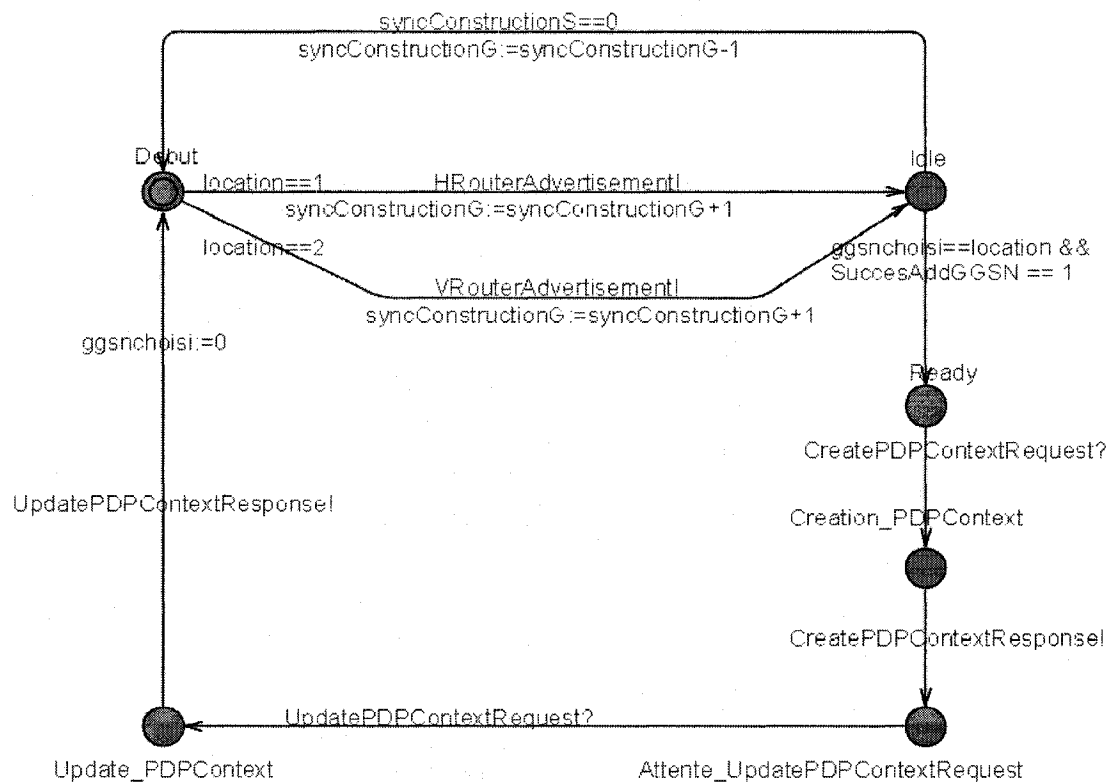 syncConstructionS==0
syncConstructionG:=syncConstructionG-1
Debut
Idle
location==1
HRouterAdvertisement!
syncConstructionG:=syncConstructionG+1
location==2
ggsnchoisi==location &&
SuccesAddGGSN == 1
VRouterAdvertisement!
syncConstructionG:=syncConstructionG+1
ggsnchoisi:=0
Ready
CreatePDPContextRequest?
UpdatePDPContextResponse!
Creation_PDPContext
CreatePDPContextResponse!
UpdatePDPContextRequest?
Update_PDPContext
Attente_UpdatePDPContextRequest